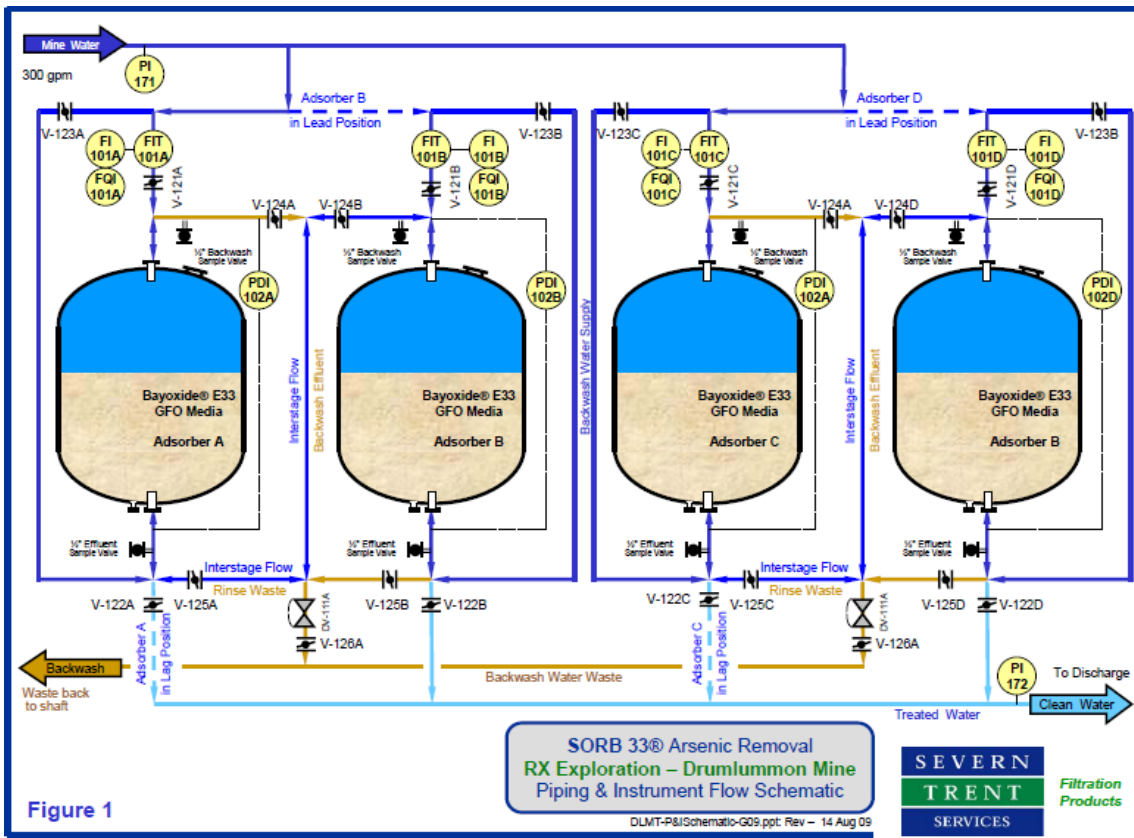 Mine Water
300 gpm
PI
171
Adsorber B
in Lead Position
Adsorber D
in Lead Position
V-123A
V-123B
V-123C
V-123B
FI
101A
FIT
101A
FQI
101A
V-121A
FIT
101B
FI
101B
FQI
101B
V-121B
FI
101C
FIT
101C
FQI
101C
V-121C
FIT
101D
FI
101D
FQI
101D
V-121D
V-124A
V-124B
V-124A
V-124D
½" Backwash
Sample Valve
½" Backwash
Sample Valve
½" Backwash
Sample Valve
½" Backwash
Sample Valve
PDI
102A
PDI
102B
PDI
102A
PDI
102D
Bayoxide® E33
GFO Media
Adsorber A
Interstage Flow
Backwash Effluent
Bayoxide® E33
GFO Media
Adsorber B
Backwash Water Supply
Bayoxide® E33
GFO Media
Adsorber C
Interstage Flow
Backwash Effluent
Bayoxide® E33
GFO Media
Adsorber B
½" Effluent
Sample Valve
½" Effluent
Sample Valve
½" Effluent
Sample Valve
½" Effluent
Sample Valve
Interstage Flow
Rinse Waste
Interstage Flow
Rinse Waste
V-122A
V-125A
DV-111A
V-125B
V-122B
V-122C
V-125C
DV-111A
V-125D
V-122D
V-126A
V-126A
Adsorber A
in Lag Position
Adsorber C
in Lag Position
Backwash
Waste back
to shaft
Backwash Water Waste
PI
172
To Discharge
Clean Water
Treated Water
SORB 33® Arsenic Removal
RX Exploration – Drumlummon Mine
Piping & Instrument Flow Schematic
DLMT-P&ISchematic-G09.ppt: Rev – 14 Aug 09
Figure 1
SEVERN
TRENT
SERVICES
Filtration
Products